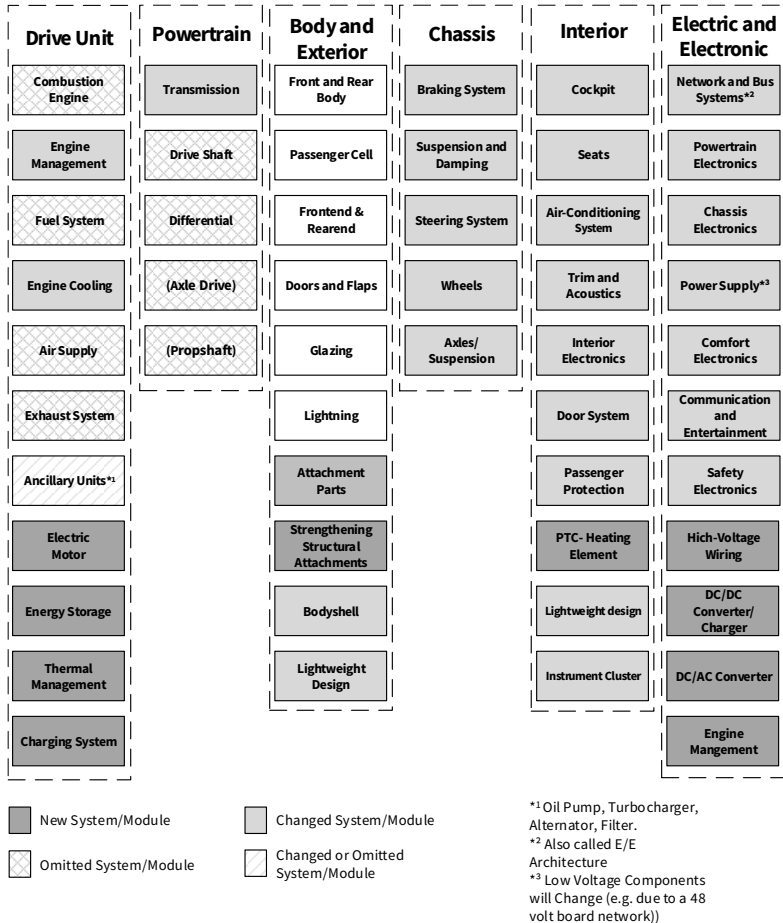 Drive Unit
Combustion
Engine
Engine
Management
Fuel System
Engine Cooling
Air Supply
Exhaust System
Ancillary Units*1
Electric
Motor
Energy Storage
Thermal
Management
Charging System
Powertrain
Transmission
Drive Shaft
Differential
(Axle Drive)
(Propshaft)
Body and
Exterior
Front and Rear
Body
Passenger Cell
Frontend &
Rearend
Doors and Flaps
Glazing
Lightning
Attachment
Parts
Strengthening
Structural
Attachments
Bodyshell
Lightweight
Design
Chassis
Braking System
Suspension and
Damping
Steering System
Wheels
Axles/
Suspension
Interior
Cockpit
Seats
Air-Conditioning
System
Trim and
Acoustics
Interior
Electronics
Door System
Passenger
Protection
PTC- Heating
Element
Lightweight design
Instrument Cluster
Electric and
Electronic
Network and Bus
Systems*2
Powertrain
Electronics
Chassis
Electronics
Power Supply*3
Comfort
Electronics
Communication
and
Entertainment
Safety
Electronics
Hich-Voltage
Wiring
DC/DC
Converter/
Charger
DC/AC Converter
Engine
Mangement
New System/Module
Omitted System/Module
Changed System/Module
Changed or Omitted
System/Module
*1 Oil Pump, Turbocharger,
Alternator, Filter.
*2 Also called E/E
Architecture
*3 Low Voltage Components
will Change (e.g. due to a 48
volt board network))